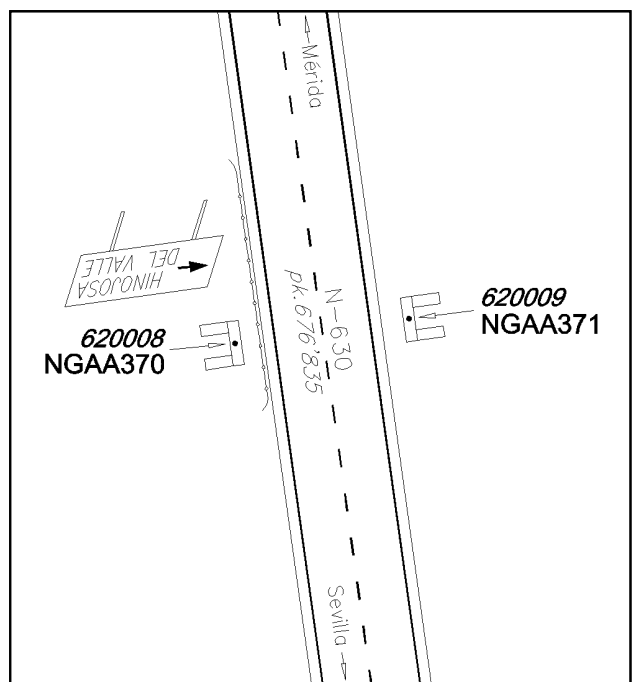 Mérida
HINOJOSA
DEL VALLE
620008
NGAA370
N-630
pk.676'835
620009
NGAA371
Sevilla